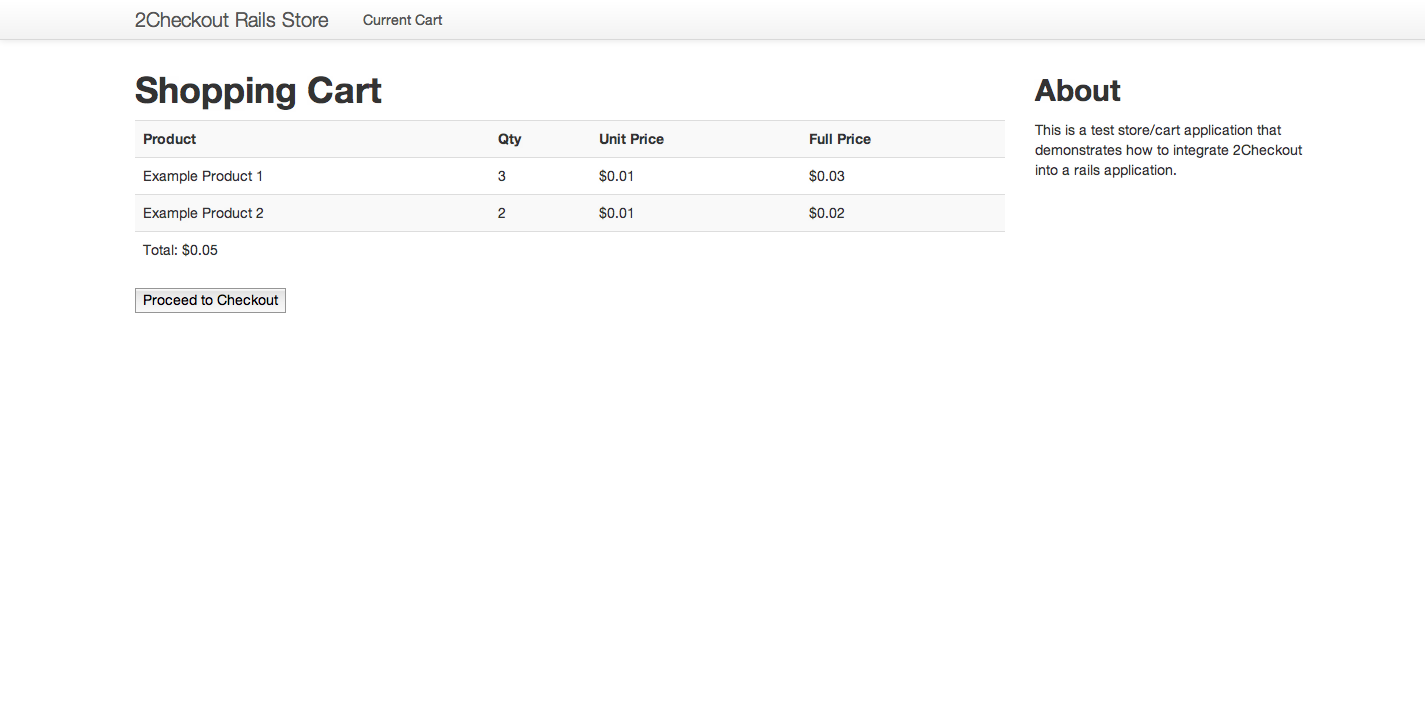 2Checkout Rails Store Current Cart
Shopping Cart
Product Qty Unit Price Full Price
Example Product 1 3 $0.01 $0.03
Example Product 2 2 $0.01 $0.02
Total: $0.05
Proceed to Checkout
About
This is a test store/cart application that
demonstrates how to integrate 2Checkout
into a rails application.